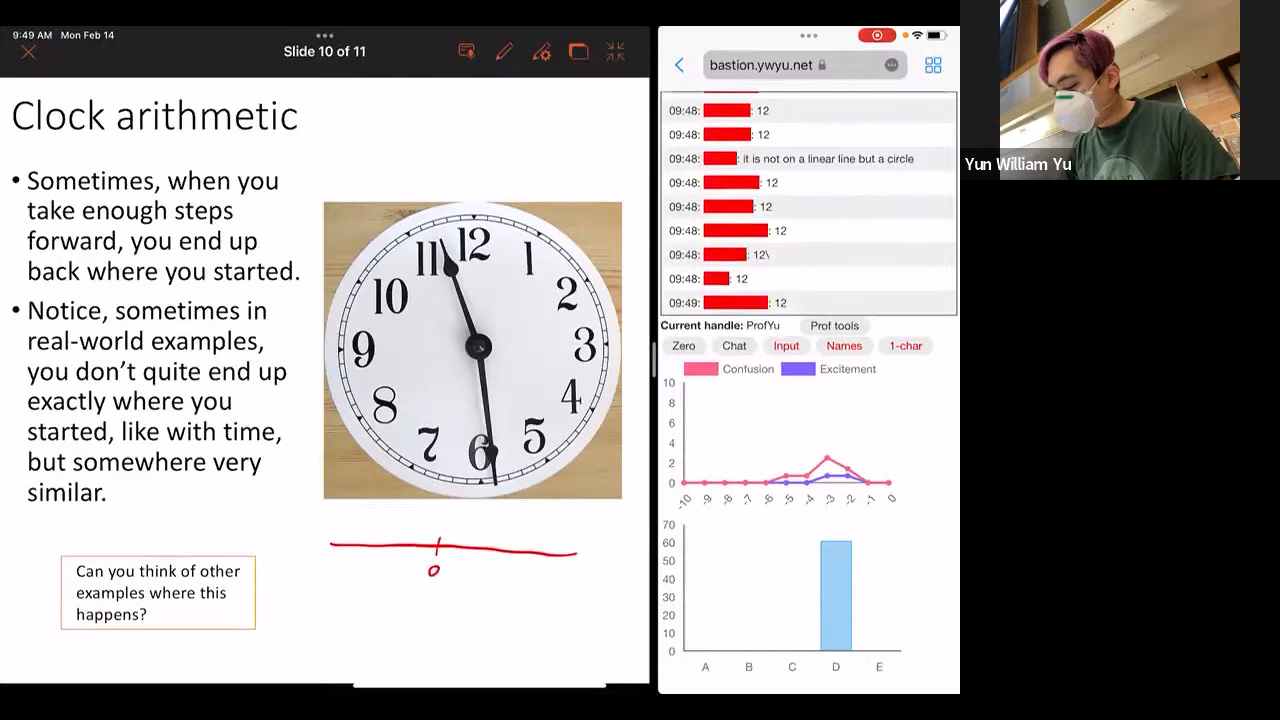 9:49 AM Mon Feb 14
Slide 10 of 11
Clock arithmetic
• Sometimes, when you
take enough steps
forward, you end up
back where you started.
• Notice, sometimes in
real-world examples,
you don't quite end up
exactly where you
started, like with time,
but somewhere very
similar.
Can you think of other
examples where this
happens?
12
1
2
3
4
5
6
7
8
9
10
11
0
bastion.ywyu.net
09:48: : 12
09:48: : 12
09:48: : it is not on a linear line but a circle
09:48: : 12
09:48: : 12
09:48: : 12
09:48: : 12\
09:48: : 12
09:49: : 12
Current handle: ProfYu Prof tools
Zero Chat Input Names 1-char
Confusion Excitement
10
8
6
4
2
0
-10 -9 -8 -7 -6 -5 -4 -3 -2 -1 0
70
60
50
40
30
20
10
0
A B C D E
Yun William Yu